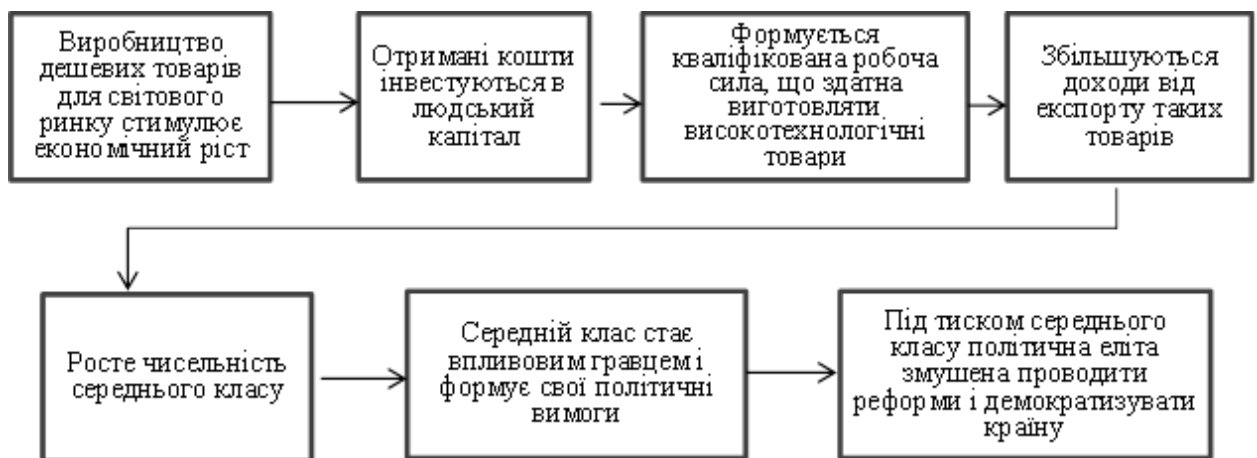 Виробництво
дешевих товарів
для світового
ринку стимулює
економічний ріст
Отримані кошти
інвестуються в
людський
капітал
Формується
кваліфікована робоча
сила, що здатна
виготовляти
високотехнологічні
товари
Збільшуються
доходи від
експорту таких
товарів
Росте чисельність
середнього класу
Середній клас стає
впливовим гравцем і
формує свої політичні
вимоги
Під тиском середнього
класу політична еліта
змушена проводити
реформи і демократизувати
країну